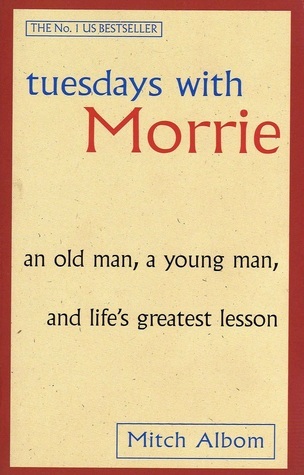 THE No. 1 US BESTSELLER
tuesdays with
Morrie
an old man, a young man,
and life's greatest lesson
Mitch Albom